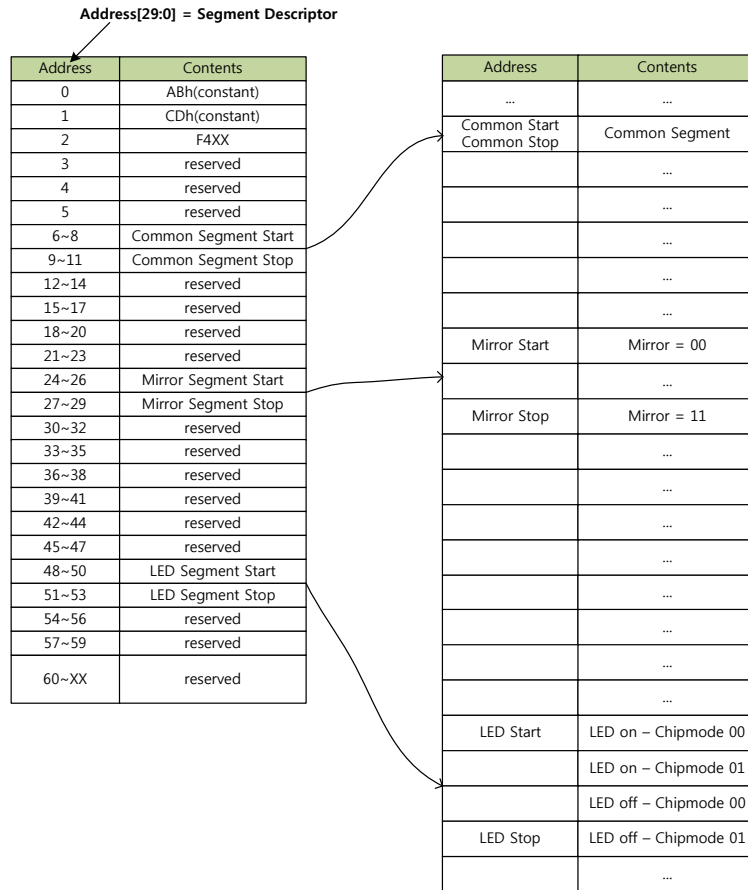 Address[29:0] = Segment Descriptor
Address Contents
0 ABh(constant)
1 CDh(constant)
2 F4XX
3 reserved
4 reserved
5 reserved
6~8 Common Segment Start
9~11 Common Segment Stop
12~14 reserved
15~17 reserved
18~20 reserved
21~23 reserved
24~26 Mirror Segment Start
27~29 Mirror Segment Stop
30~32 reserved
33~35 reserved
36~38 reserved
39~41 reserved
42~44 reserved
45~47 reserved
48~50 LED Segment Start
51~53 LED Segment Stop
54~56 reserved
57~59 reserved
60~XX reserved
Address Contents
... ...
Common Start
Common Stop Common Segment
...
...
...
...
...
Mirror Start Mirror = 00
...
Mirror Stop Mirror = 11
...
...
...
...
...
...
...
...
LED Start LED on – Chipmode 00
LED on – Chipmode 01
LED off – Chipmode 00
LED Stop LED off – Chipmode 01
...